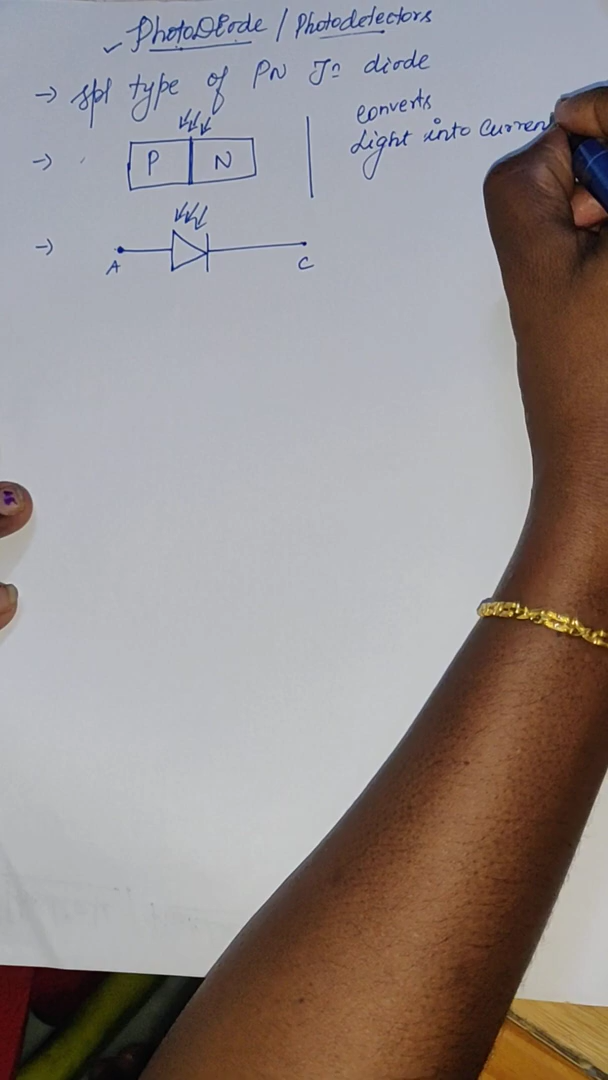 ✓ PhotoDiode / Photodetectors
→ spl type of PN Jn diode
→ P N
converts
Light into Curren
→ A C